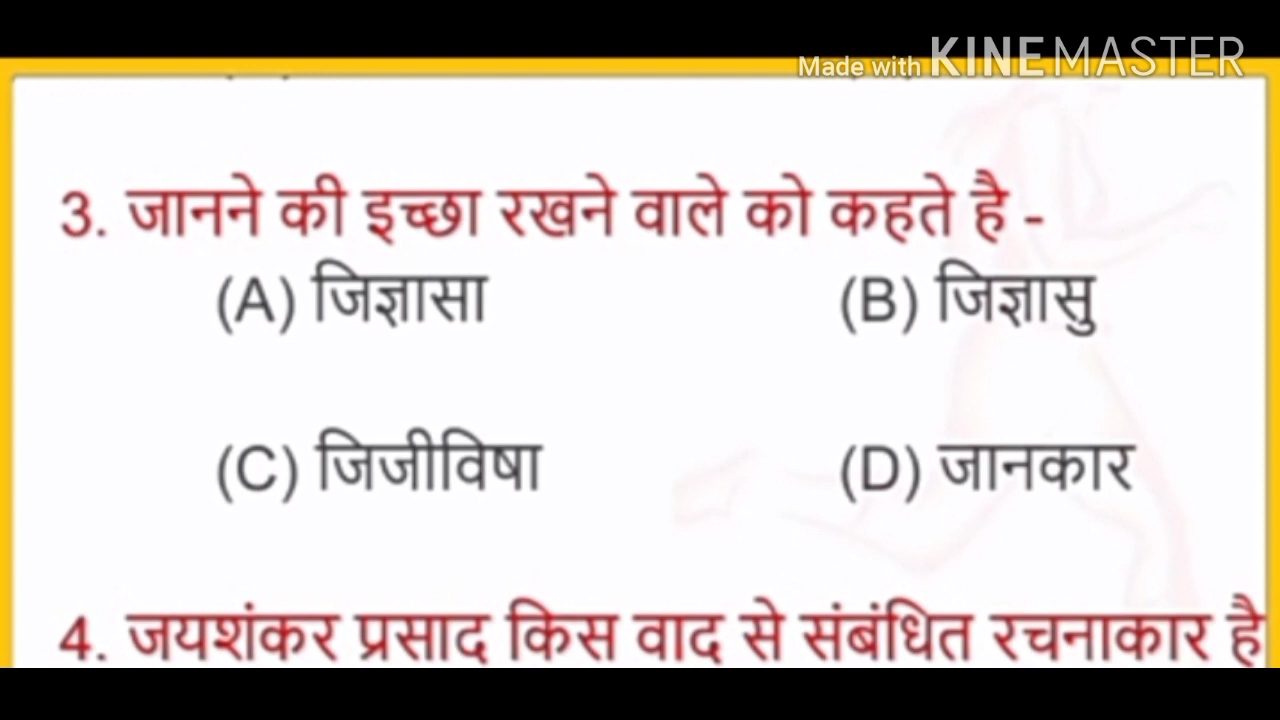 Made with KINEMASTER
3. जानने की इच्छा रखने वाले को कहते है -
(A) जिज्ञासा (B) जिज्ञासु
(C) जिजीविषा (D) जानकार
4. जयशंकर प्रसाद किस वाद से संबंधित रचनाकार है